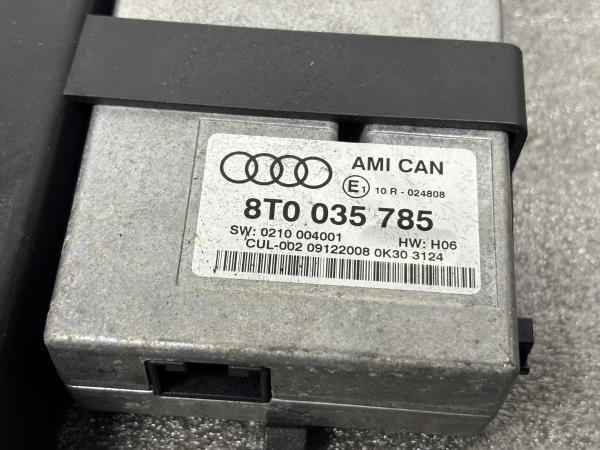 AMI CAN
E1 10 R - 024808
8T0 035 785
SW: 0210 004001 HW: H06
CUL-002 09122008 0K30 3124